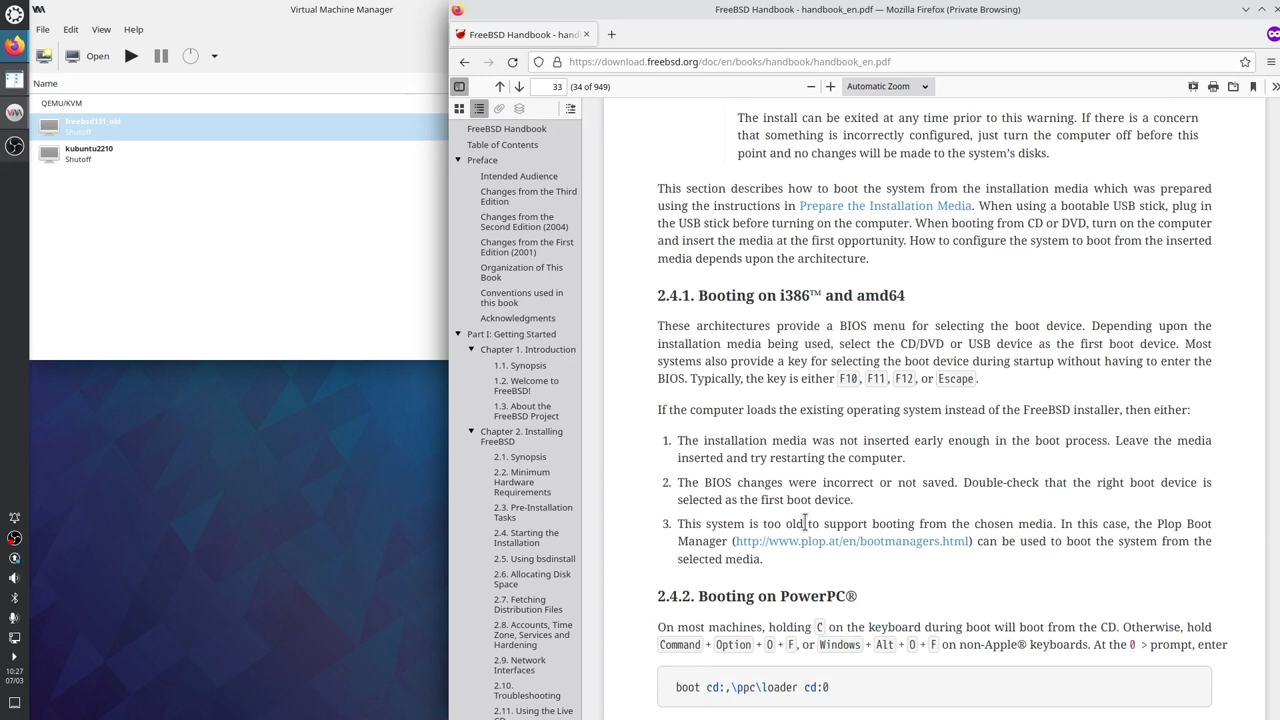 Virtual Machine Manager
File Edit View Help
Open
Name
QEMU/KVM
freebsd131_old
Shutoff
kubuntu2210
Shutoff
10:27
07/03
FreeBSD Handbook - handbook_en.pdf — Mozilla Firefox (Private Browsing)
FreeBSD Handbook - hand
https://download.freebsd.org/doc/en/books/handbook/handbook_en.pdf
33 (34 of 949)
Automatic Zoom
FreeBSD Handbook
Table of Contents
Preface
Intended Audience
Changes from the Third
Edition
Changes from the
Second Edition (2004)
Changes from the First
Edition (2001)
Organization of This
Book
Conventions used in
this book
Acknowledgments
Part I: Getting Started
Chapter 1. Introduction
1.1. Synopsis
1.2. Welcome to
FreeBSD!
1.3. About the
FreeBSD Project
Chapter 2. Installing
FreeBSD
2.1. Synopsis
2.2. Minimum
Hardware
Requirements
2.3. Pre-Installation
Tasks
2.4. Starting the
Installation
2.5. Using bsdinstall
2.6. Allocating Disk
Space
2.7. Fetching
Distribution Files
2.8. Accounts, Time
Zone, Services and
Hardening
2.9. Network
Interfaces
2.10.
Troubleshooting
2.11. Using the Live
The install can be exited at any time prior to this warning. If there is a concern
that something is incorrectly configured, just turn the computer off before this
point and no changes will be made to the system's disks.
This section describes how to boot the system from the installation media which was prepared
using the instructions in Prepare the Installation Media. When using a bootable USB stick, plug in
the USB stick before turning on the computer. When booting from CD or DVD, turn on the computer
and insert the media at the first opportunity. How to configure the system to boot from the inserted
media depends upon the architecture.
2.4.1. Booting on i386™ and amd64
These architectures provide a BIOS menu for selecting the boot device. Depending upon the
installation media being used, select the CD/DVD or USB device as the first boot device. Most
systems also provide a key for selecting the boot device during startup without having to enter the
BIOS. Typically, the key is either F10, F11, F12, or Escape.
If the computer loads the existing operating system instead of the FreeBSD installer, then either:
1. The installation media was not inserted early enough in the boot process. Leave the media
inserted and try restarting the computer.
2. The BIOS changes were incorrect or not saved. Double-check that the right boot device is
selected as the first boot device.
3. This system is too old to support booting from the chosen media. In this case, the Plop Boot
Manager (http://www.plop.at/en/bootmanagers.html) can be used to boot the system from the
selected media.
2.4.2. Booting on PowerPC®
On most machines, holding C on the keyboard during boot will boot from the CD. Otherwise, hold
Command + Option + O + F, or Windows + Alt + O + F on non-Apple® keyboards. At the 0 > prompt, enter
boot cd:,\ppc\loader cd:0